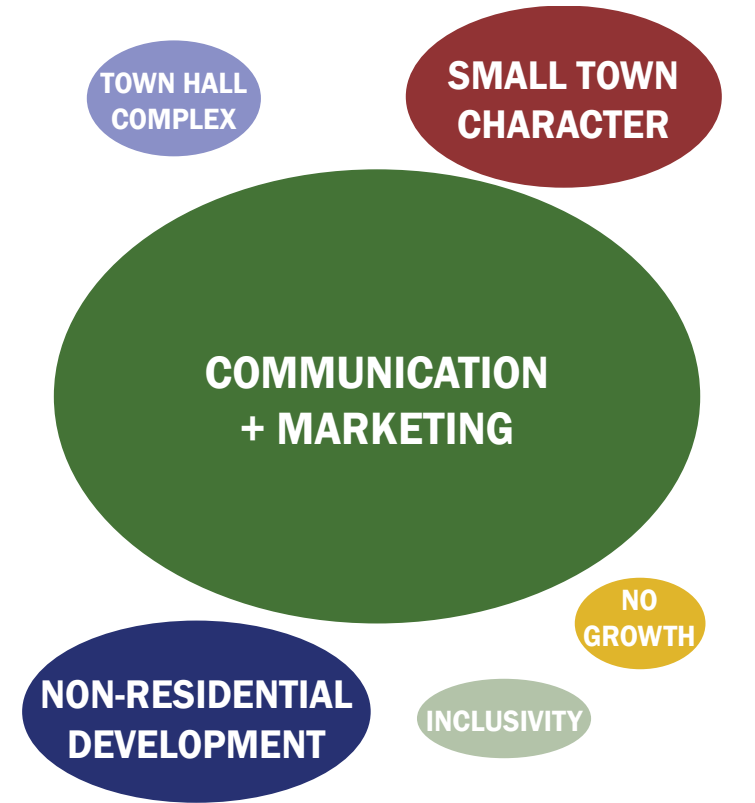 TOWN HALL
COMPLEX
SMALL TOWN
CHARACTER
COMMUNICATION
+ MARKETING
NO
GROWTH
NON-RESIDENTIAL
DEVELOPMENT
INCLUSIVITY